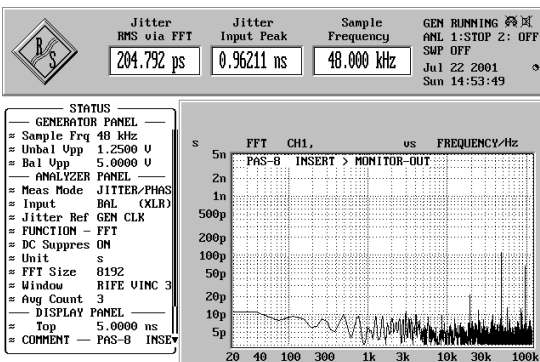 R/S
Jitter
RMS via FFT
204.792 ps
Jitter
Input Peak
0.96211 ns
Sample
Frequency
48.000 kHz
GEN RUNNING
ANL 1:STOP 2: OFF
SWP OFF
Jul 22 2001
Sun 14:53:49
STATUS
GENERATOR PANEL
≈ Sample Frq 48 kHz
≈ Unbal Vpp 1.2500 V
≈ Bal Vpp 5.0000 V
ANALYZER PANEL
≈ Meas Mode JITTER/PHAS
≈ Input BAL (XLR)
≈ Jitter Ref GEN CLK
≈ FUNCTION – FFT
≈ DC Suppres ON
≈ Unit s
≈ FFT Size 8192
≈ Window RIFE VINC 3
≈ Avg Count 3
DISPLAY PANEL
≈ Top 5.0000 ns
≈ COMMENT — PAS-8 INSE
s FFT CH1, vs FREQUENCY/Hz
PAS-8 INSERT > MONITOR-OUT
5n
2n
1n
500p
200p
100p
50p
20p
10p
5p
20 40 100 300 1k 3k 10k 30k 100k